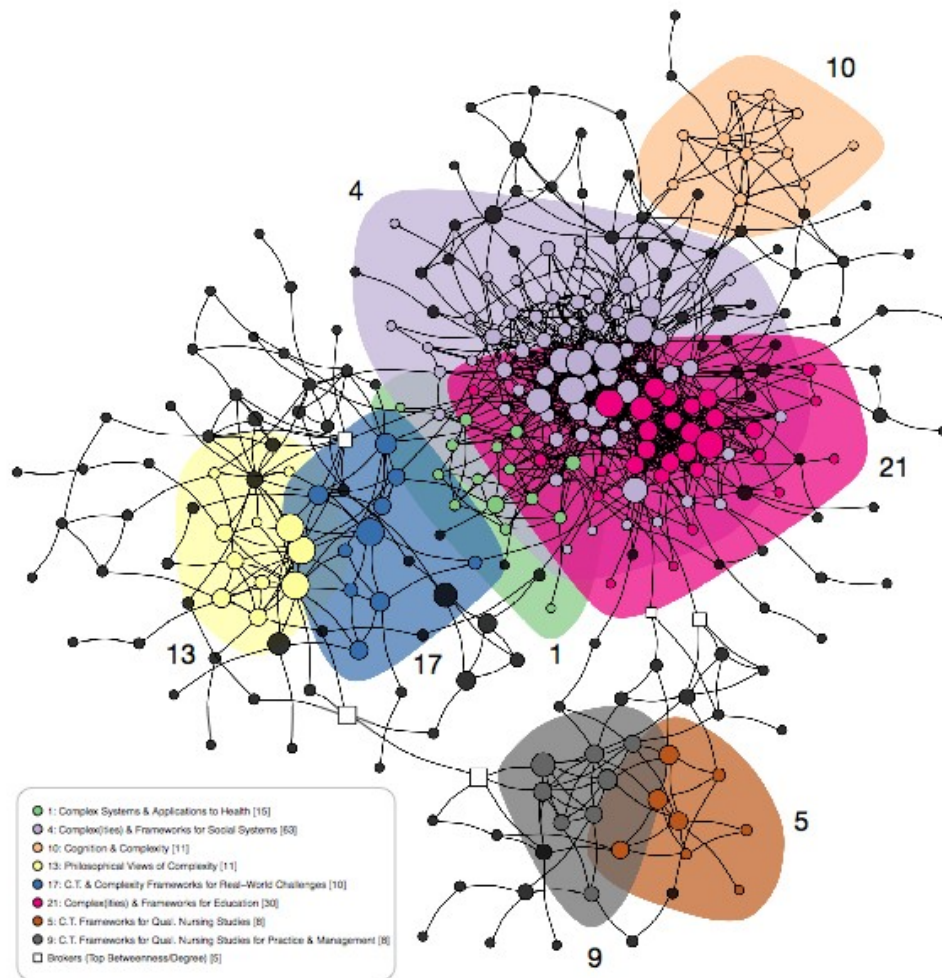 10
4
21
13
17
1
5
9
1: Complex Systems & Applications to Health [15]
4: Complex(ities) & Frameworks for Social Systems [63]
10: Cognition & Complexity [11]
13: Philosophical Views of Complexity [11]
17: C.T. & Complexity Frameworks for Real-World Challenges [10]
21: Complex(ities) & Frameworks for Education [30]
5: C.T. Frameworks for Qual. Nursing Studies [8]
9: C.T. Frameworks for Qual. Nursing Studies for Practice & Management [8]
Brokers (Top Betweenness/Degree) [5]